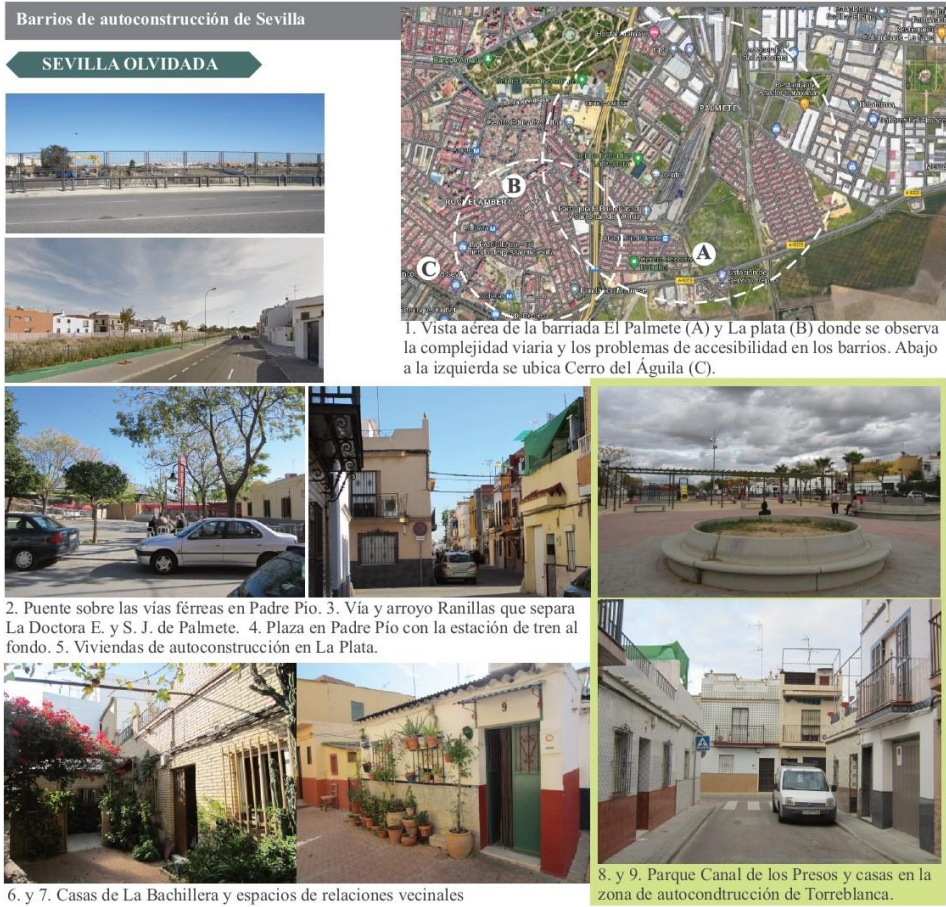 Barrios de autoconstrucción de Sevilla
SEVILLA OLVIDADA
PALMETE
B
ROCHELAMBERT
A
C
1. Vista aérea de la barriada El Palmete (A) y La plata (B) donde se observa
la complejidad viaria y los problemas de accesibilidad en los barrios. Abajo
a la izquierda se ubica Cerro del Águila (C).
2. Puente sobre las vías férreas en Padre Pio. 3. Vía y arroyo Ranillas que separa
La Doctora E. y S. J. de Palmete. 4. Plaza en Padre Pío con la estación de tren al
fondo. 5. Viviendas de autoconstrucción en La Plata.
9
6. y 7. Casas de La Bachillera y espacios de relaciones vecinales
8. y 9. Parque Canal de los Presos y casas en la
zona de autocondtrucción de Torreblanca.